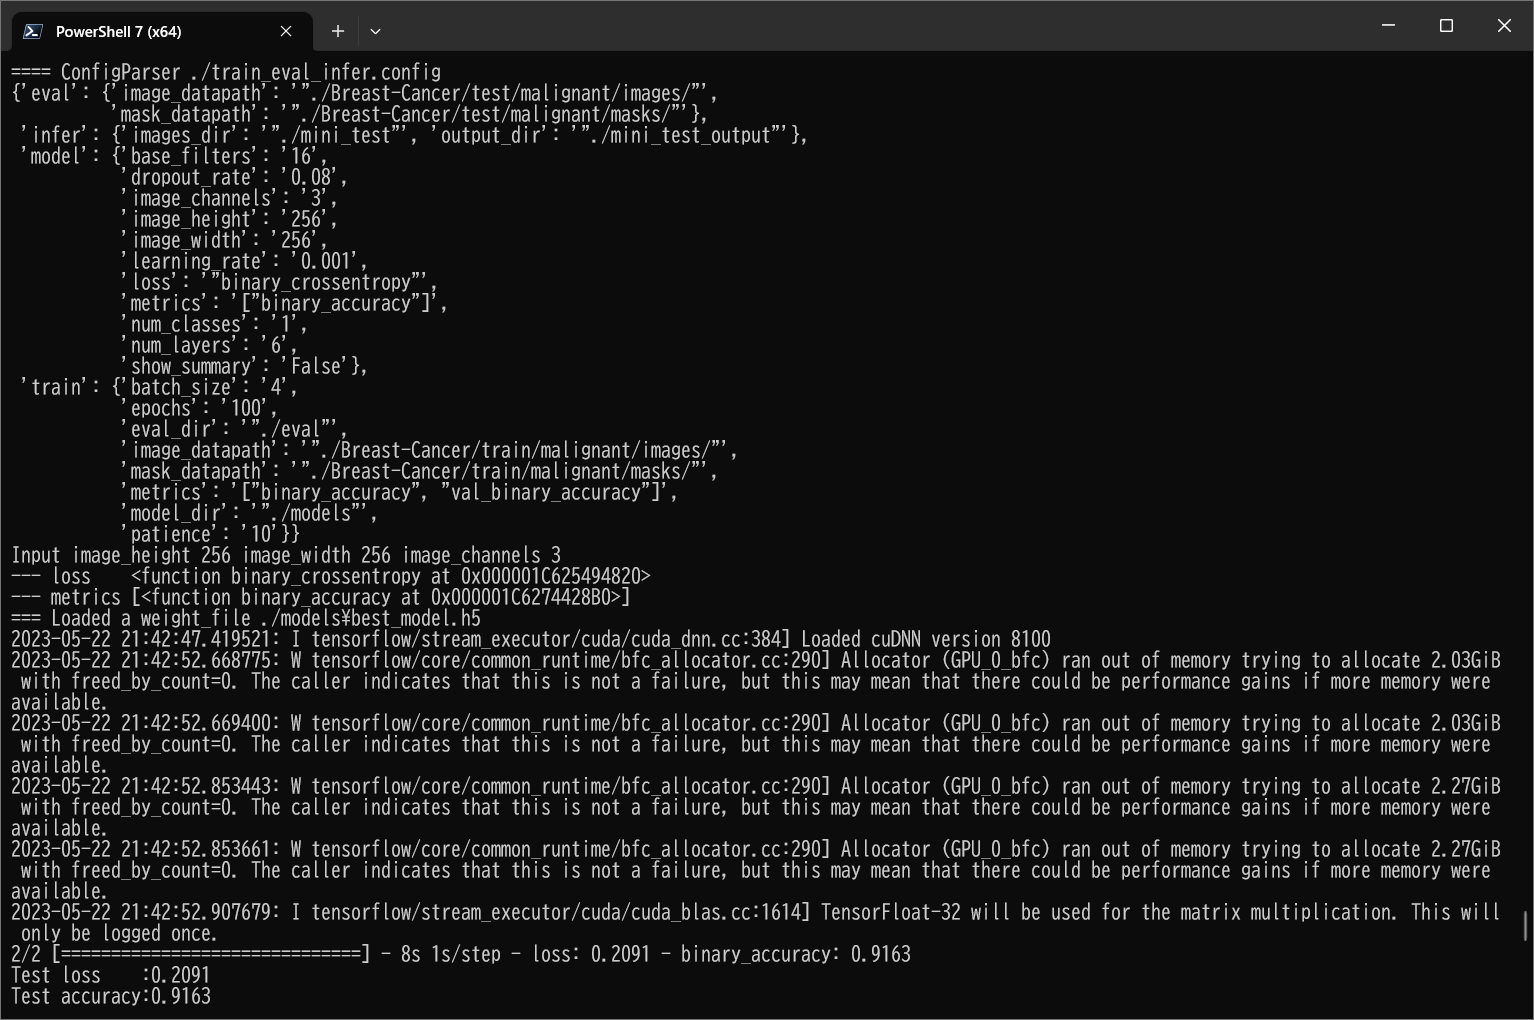 PowerShell 7 (x64)
==== ConfigParser ./train_eval_infer.config
{'eval': {'image_datapath': '"./Breast-Cancer/test/malignant/images/"',
          'mask_datapath': '"./Breast-Cancer/test/malignant/masks/"'},
 'infer': {'images_dir': '"./mini_test"', 'output_dir': '"./mini_test_output"'},
 'model': {'base_filters': '16',
           'dropout_rate': '0.08',
           'image_channels': '3',
           'image_height': '256',
           'image_width': '256',
           'learning_rate': '0.001',
           'loss': '"binary_crossentropy"',
           'metrics': '["binary_accuracy"]',
           'num_classes': '1',
           'num_layers': '6',
           'show_summary': 'False'},
 'train': {'batch_size': '4',
           'epochs': '100',
           'eval_dir': '"./eval"',
           'image_datapath': '"./Breast-Cancer/train/malignant/images/"',
           'mask_datapath': '"./Breast-Cancer/train/malignant/masks/"',
           'metrics': '["binary_accuracy", "val_binary_accuracy"]',
           'model_dir': '"./models"',
           'patience': '10'}}
Input image_height 256 image_width 256 image_channels 3
--- loss    <function binary_crossentropy at 0x000001C625494820>
--- metrics [<function binary_accuracy at 0x000001C6274428B0>]
=== Loaded a weight_file ./models¥best_model.h5
2023-05-22 21:42:47.419521: I tensorflow/stream_executor/cuda/cuda_dnn.cc:384] Loaded cuDNN version 8100
2023-05-22 21:42:52.668775: W tensorflow/core/common_runtime/bfc_allocator.cc:290] Allocator (GPU_0_bfc) ran out of memory trying to allocate 2.03GiB
 with freed_by_count=0. The caller indicates that this is not a failure, but this may mean that there could be performance gains if more memory were
available.
2023-05-22 21:42:52.669400: W tensorflow/core/common_runtime/bfc_allocator.cc:290] Allocator (GPU_0_bfc) ran out of memory trying to allocate 2.03GiB
 with freed_by_count=0. The caller indicates that this is not a failure, but this may mean that there could be performance gains if more memory were
available.
2023-05-22 21:42:52.853443: W tensorflow/core/common_runtime/bfc_allocator.cc:290] Allocator (GPU_0_bfc) ran out of memory trying to allocate 2.27GiB
 with freed_by_count=0. The caller indicates that this is not a failure, but this may mean that there could be performance gains if more memory were
available.
2023-05-22 21:42:52.853661: W tensorflow/core/common_runtime/bfc_allocator.cc:290] Allocator (GPU_0_bfc) ran out of memory trying to allocate 2.27GiB
 with freed_by_count=0. The caller indicates that this is not a failure, but this may mean that there could be performance gains if more memory were
available.
2023-05-22 21:42:52.907679: I tensorflow/stream_executor/cuda/cuda_blas.cc:1614] TensorFloat-32 will be used for the matrix multiplication. This will
 only be logged once.
2/2 [==============================] - 8s 1s/step - loss: 0.2091 - binary_accuracy: 0.9163
Test loss    :0.2091
Test accuracy:0.9163